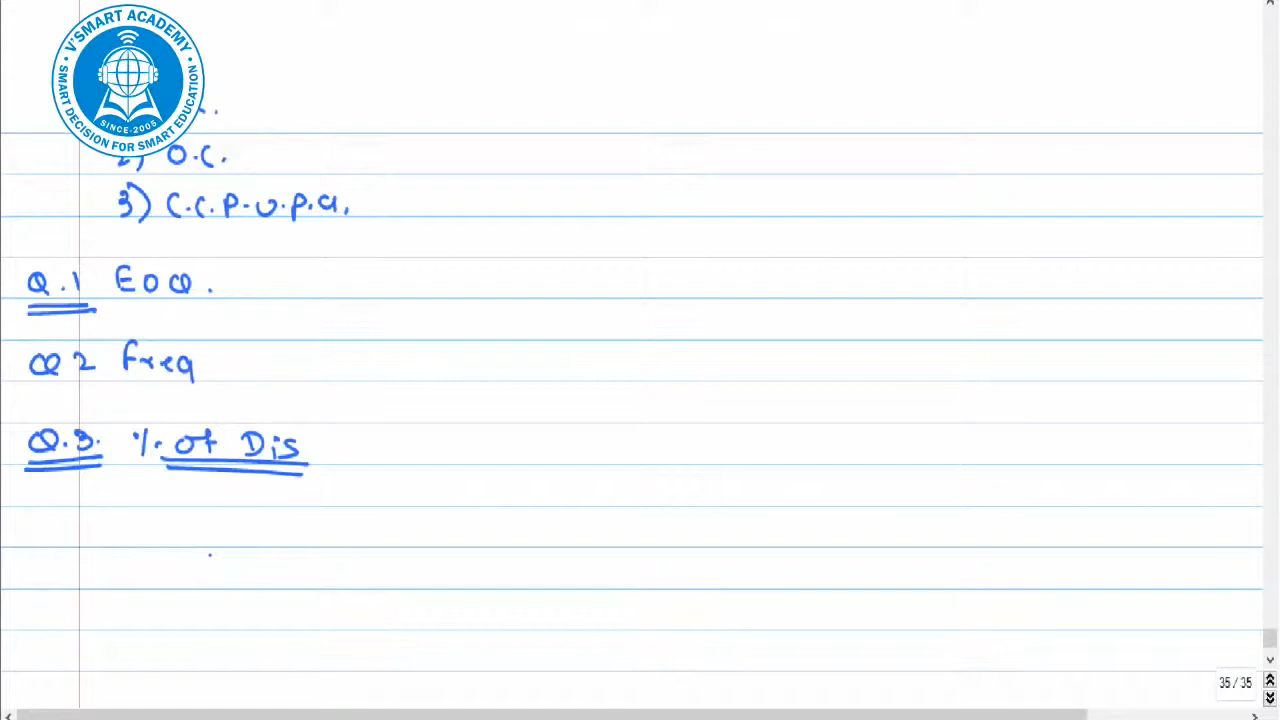 V'SMART ACADEMY
SMART DECISION FOR SMART EDUCATION
SINCE-2005
2) O.C.
3) C.C.P.U.P.a.
Q.1 EOQ.
Q 2 Freq
Q.3. % of Dis
35 / 35